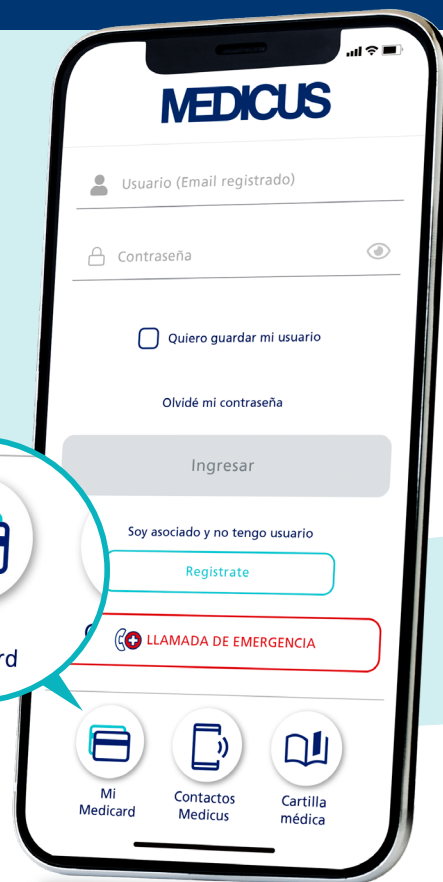 MEDICUS
Usuario (Email registrado)
Contraseña
Quiero guardar mi usuario
Olvidé mi contraseña
Ingresar
Soy asociado y no tengo usuario
Registrate
LLAMADA DE EMERGENCIA
Mi
Medicard
Contactos
Medicus
Cartilla
médica